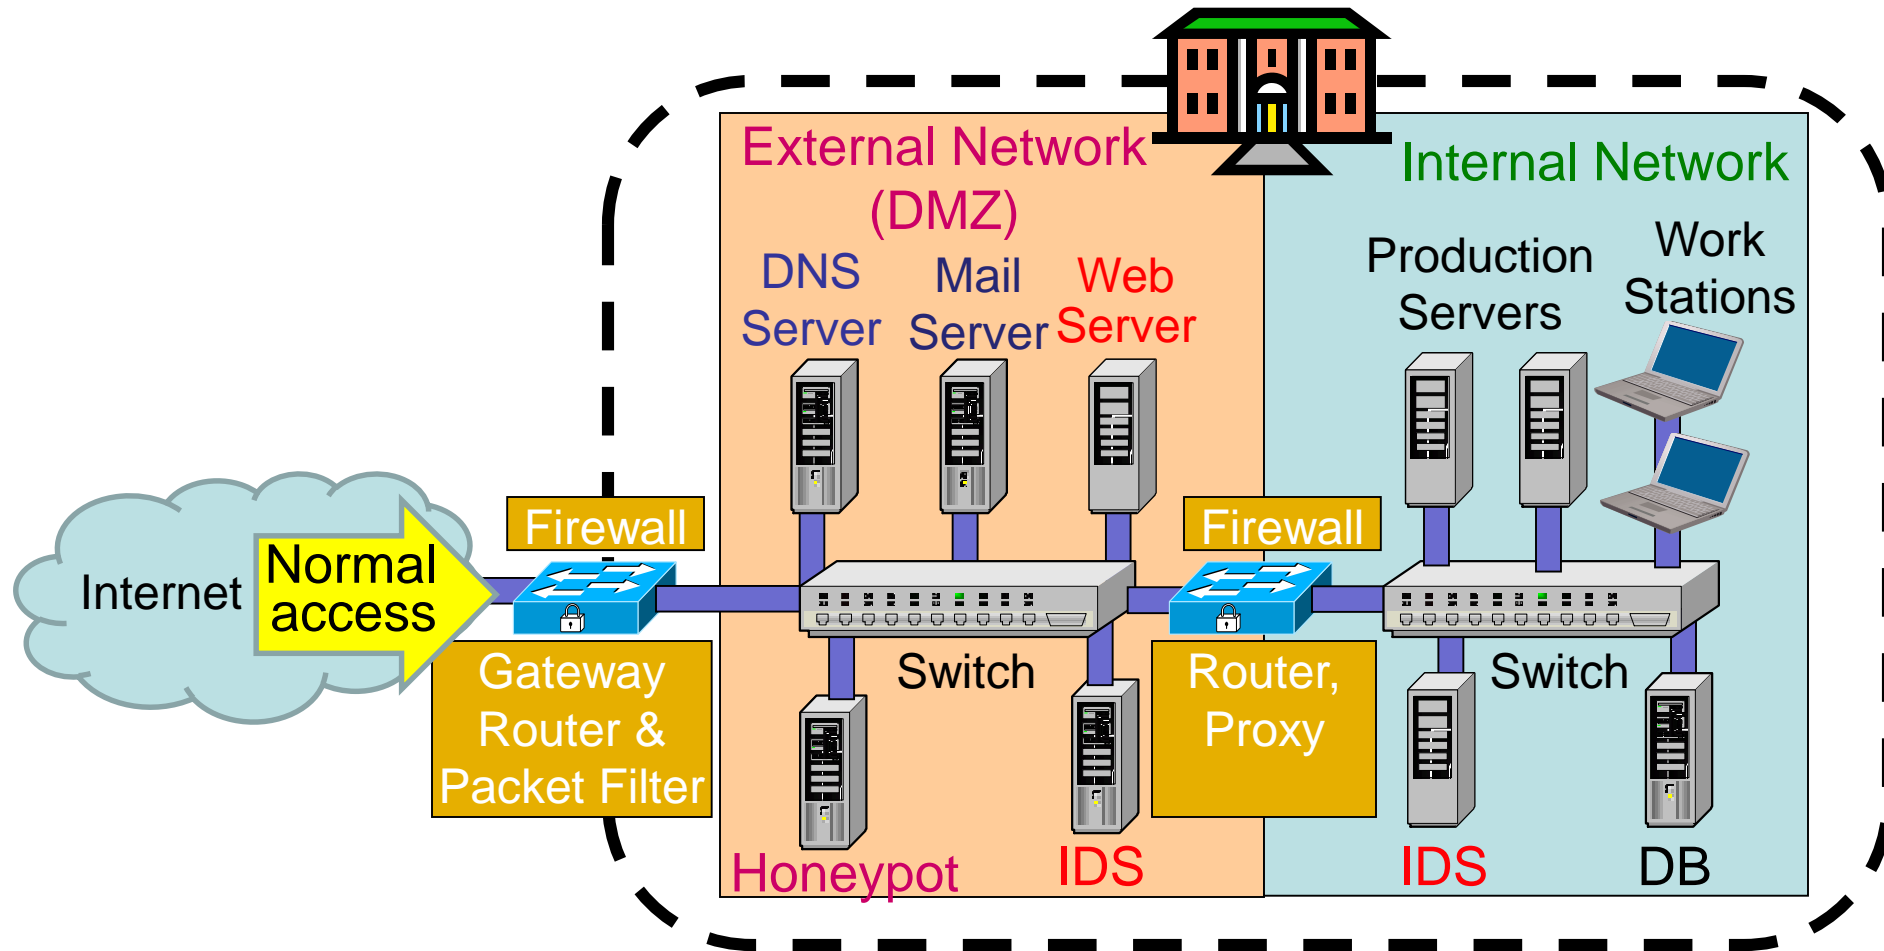 External Network
(DMZ)
Internal Network
DNS
Server
Mail
Server
Web
Server
Production
Servers
Work
Stations
Internet
Normal
access
Firewall
Gateway
Router &
Packet Filter
Switch
Firewall
Router,
Proxy
Switch
Honeypot
IDS
IDS
DB